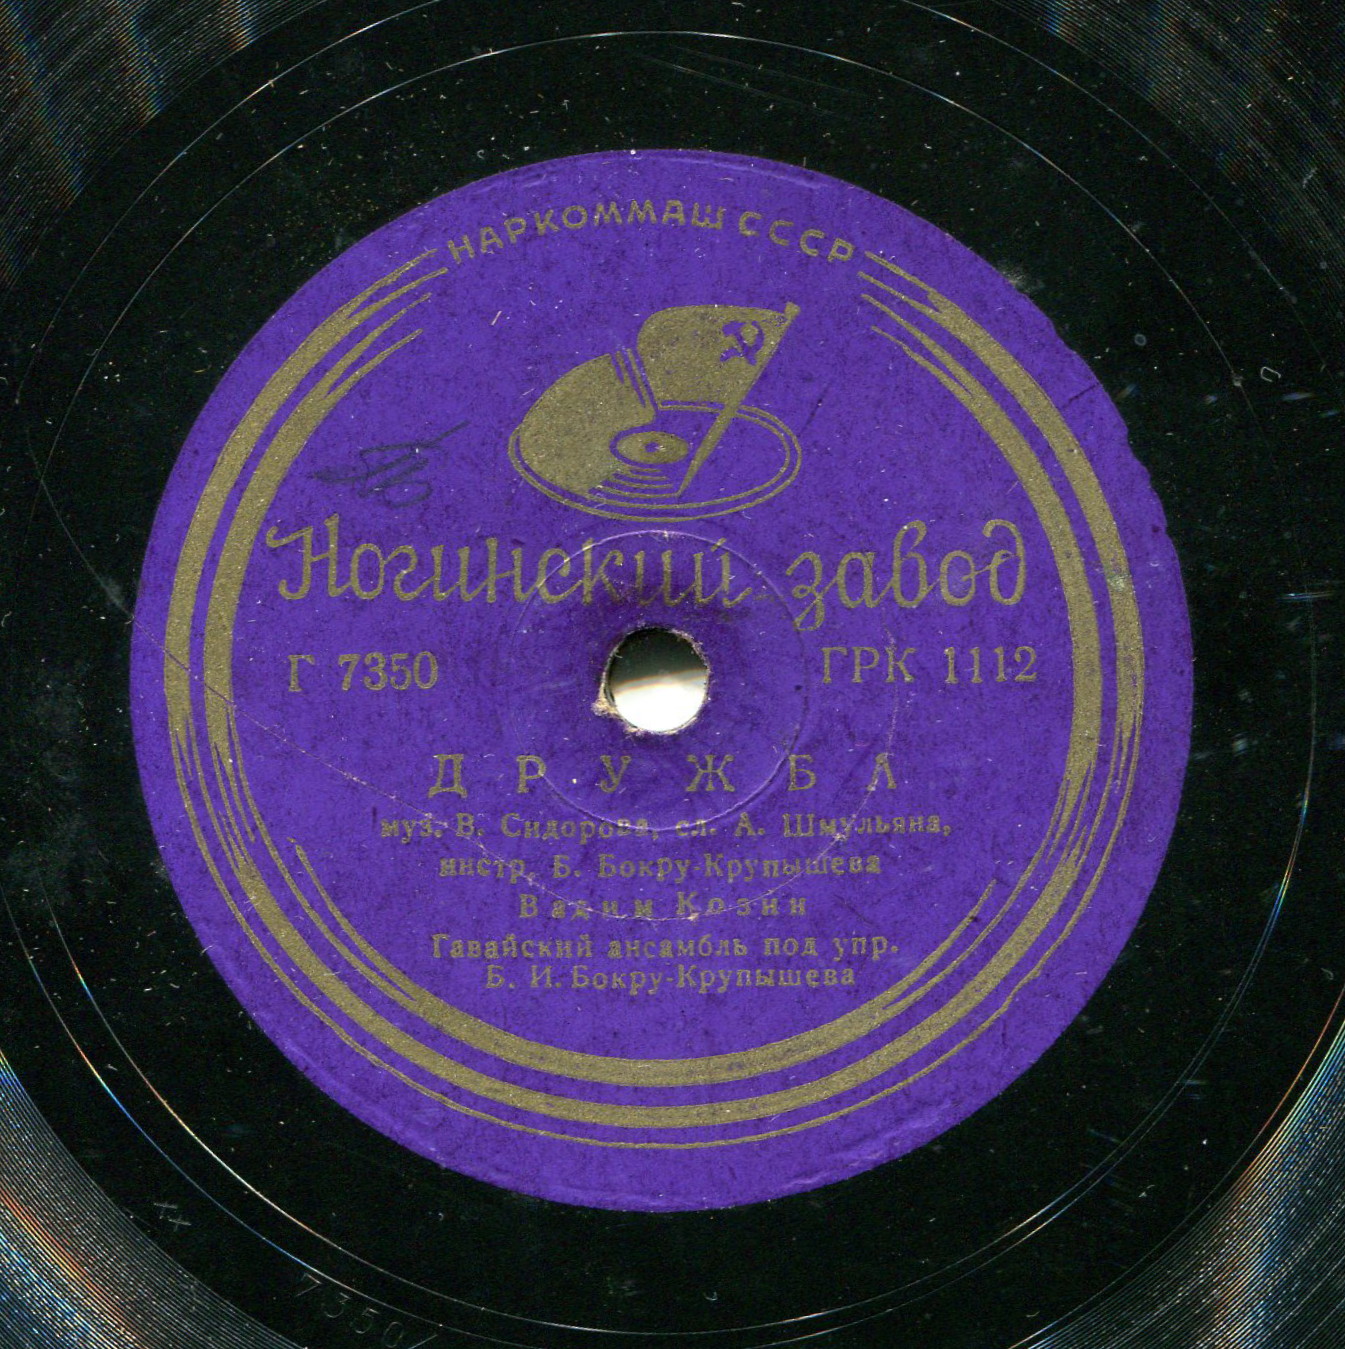 НАРКОММАШ СССР
Ногинский завод
Г 7350 ГРК 1112
ДРУЖБА
муз. В. Сидорова, сл. А. Шмульяна,
инстр. Б. Бокру-Крупышева
Вадим Козин
Гавайский ансамбль под упр.
Б. И. Бокру-Крупышева
7350/